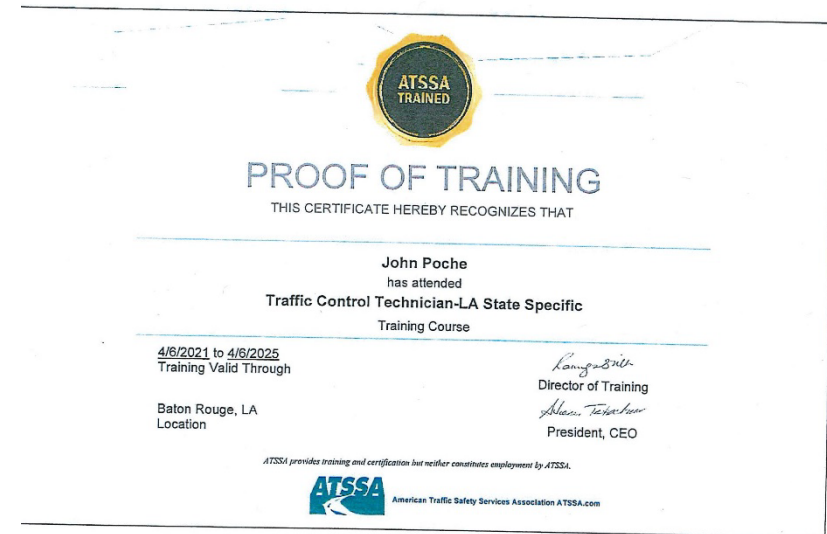 ATSSA
TRAINED
PROOF OF TRAINING
THIS CERTIFICATE HEREBY RECOGNIZES THAT
John Poche
has attended
Traffic Control Technician-LA State Specific
Training Course
4/6/2021 to 4/6/2025
Training Valid Through
Director of Training
Baton Rouge, LA
Location
President, CEO
ATSSA provides training and certification but neither constitutes employment by ATSSA.
ATSSA
American Traffic Safety Services Association ATSSA.com